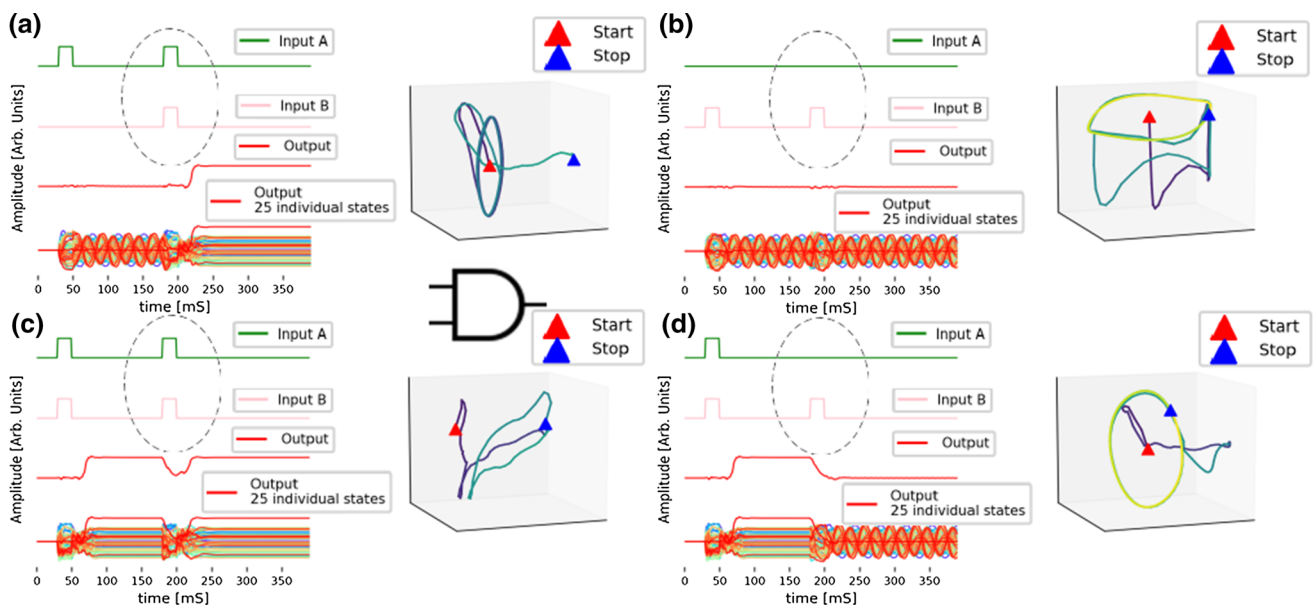 (a)
Input A
Input B
Output
Output
25 individual states
Amplitude [Arb. Units]
0 50 100 150 200 250 300 350
time [mS]
Start
Stop
(b)
Input A
Input B
Output
Output
25 individual states
Amplitude [Arb. Units]
0 50 100 150 200 250 300 350
time [mS]
Start
Stop
(c)
Input A
Input B
Output
Output
25 individual states
Amplitude [Arb. Units]
0 50 100 150 200 250 300 350
time [mS]
Start
Stop
(d)
Input A
Input B
Output
Output
25 individual states
Amplitude [Arb. Units]
0 50 100 150 200 250 300 350
time [mS]
Start
Stop